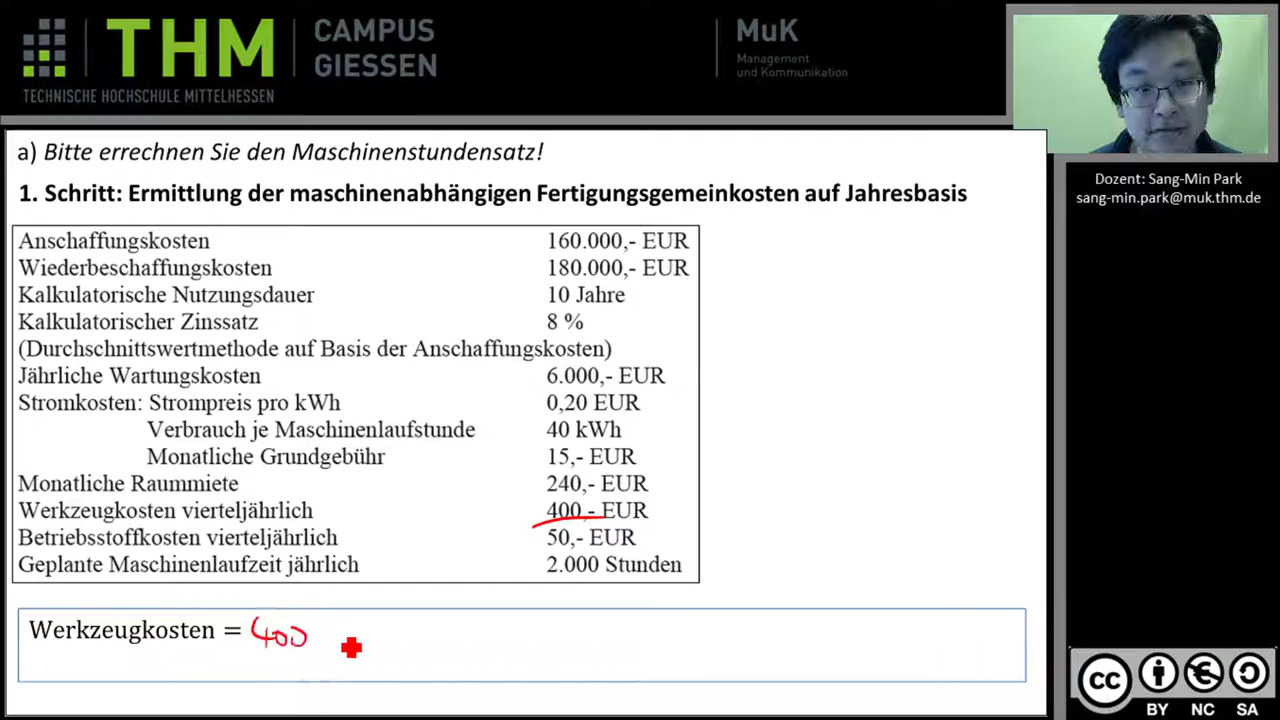 THM
CAMPUS
GIESSEN
TECHNISCHE HOCHSCHULE MITTELHESSEN
MuK
Management
und Kommunikation
a) Bitte errechnen Sie den Maschinenstundensatz!
1. Schritt: Ermittlung der maschinenabhängigen Fertigungsgemeinkosten auf Jahresbasis
Anschaffungskosten 160.000,- EUR
Wiederbeschaffungskosten 180.000,- EUR
Kalkulatorische Nutzungsdauer 10 Jahre
Kalkulatorischer Zinssatz 8 %
(Durchschnittswertmethode auf Basis der Anschaffungskosten)
Jährliche Wartungskosten 6.000,- EUR
Stromkosten: Strompreis pro kWh 0,20 EUR
Verbrauch je Maschinenlaufstunde 40 kWh
Monatliche Grundgebühr 15,- EUR
Monatliche Raummiete 240,- EUR
Werkzeugkosten vierteljährlich 400,- EUR
Betriebsstoffkosten vierteljährlich 50,- EUR
Geplante Maschinenlaufzeit jährlich 2.000 Stunden
Werkzeugkosten = 400
Dozent: Sang-Min Park
sang-min.park@muk.thm.de
cc
BY NC SA